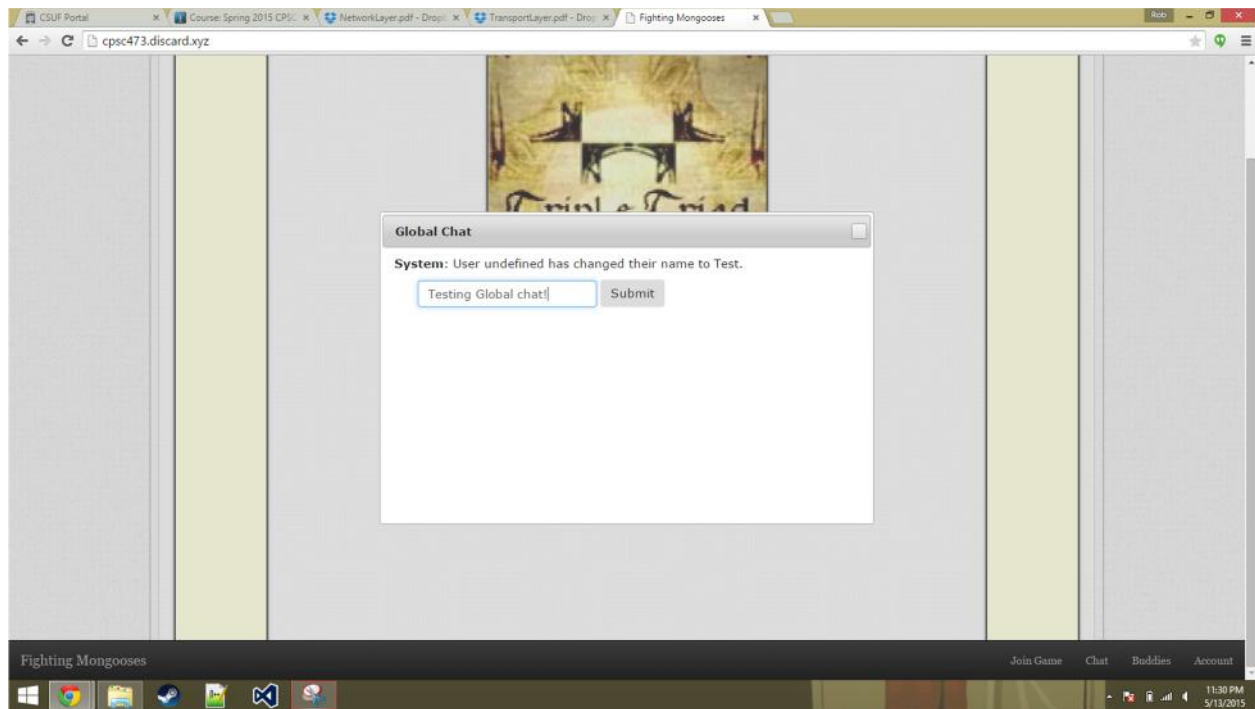 CSUF Portal
Course: Spring 2015 CPSC
NetworkLayer.pdf - Drop
TransportLayer.pdf - Drop
Fighting Mongooses
Rob
cpsc473.discard.xyz
Triple Triad
Global Chat
System: User undefined has changed their name to Test.
Testing Global chat!
Submit
Fighting Mongooses
Join Game
Chat
Buddies
Account
11:30 PM
5/13/2015